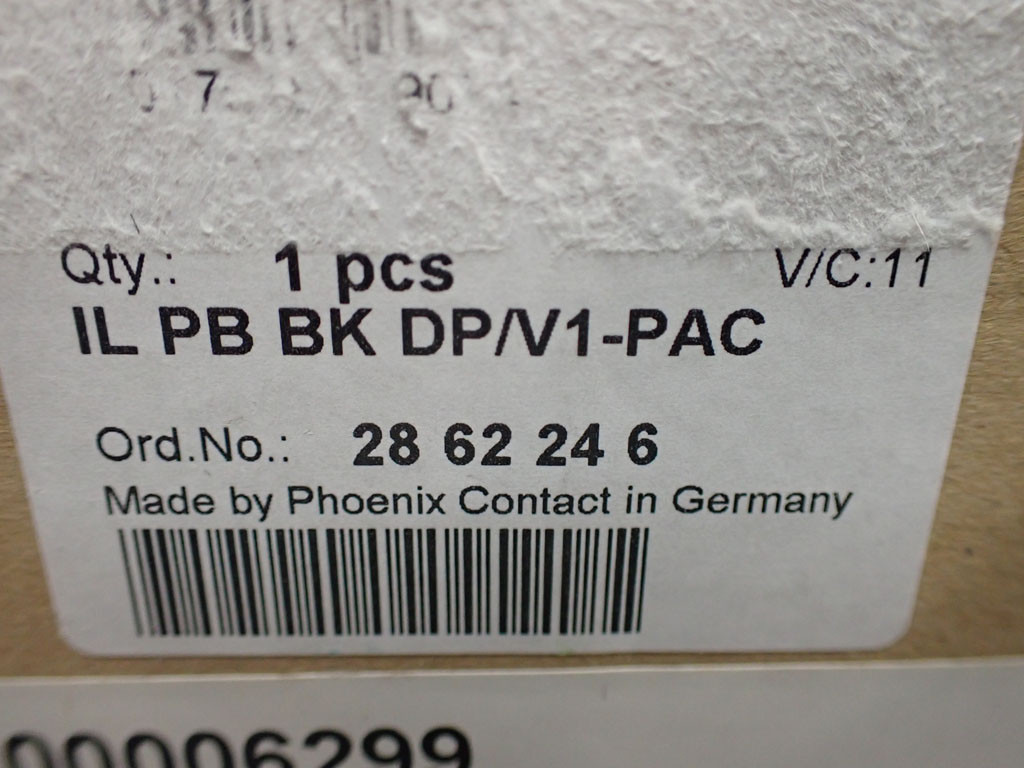 Qty.: 1 pcs V/C:11
IL PB BK DP/V1-PAC
Ord.No.: 28 62 24 6
Made by Phoenix Contact in Germany
00006299